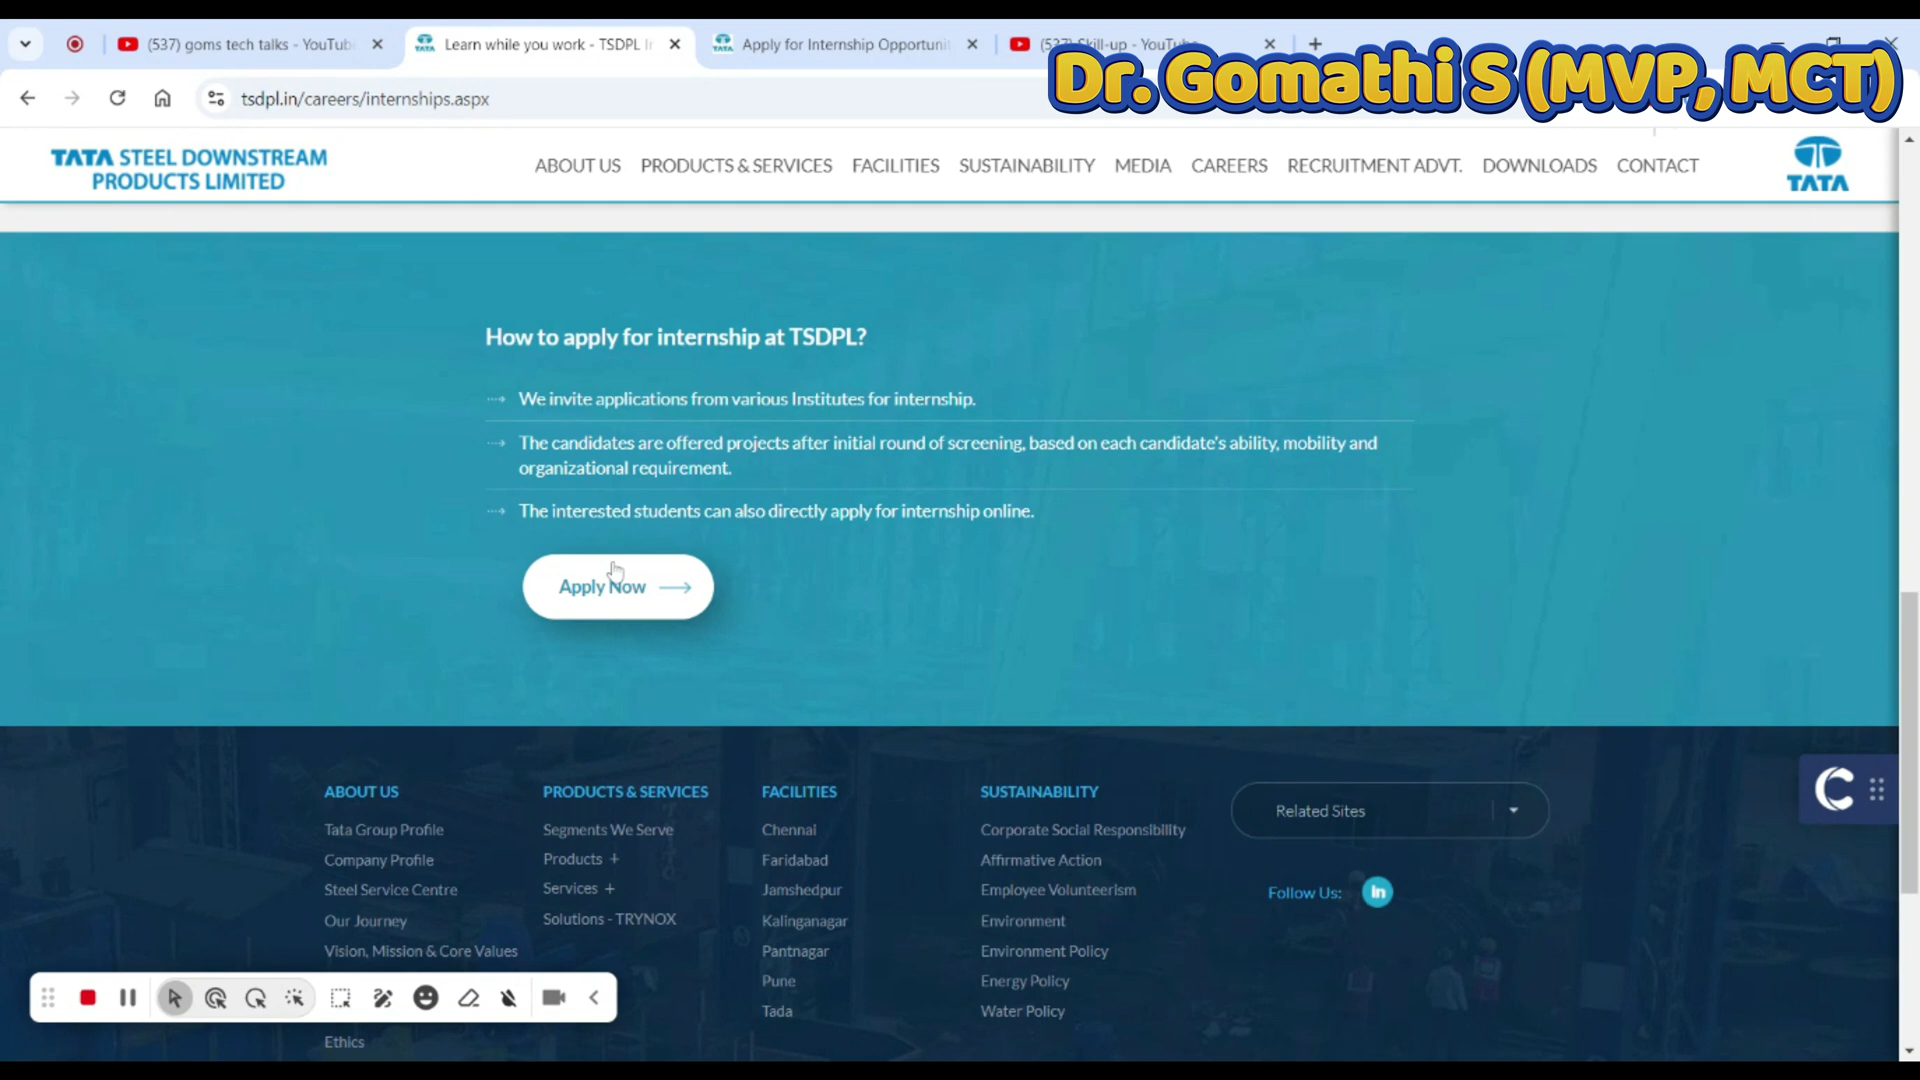 (537) goms tech talks - YouTub
Learn while you work - TSDPL I
Apply for Internship Opportuni
(537) Skill-up - YouTube
Dr. Gomathi S (MVP, MCT)
tsdpl.in/careers/internships.aspx
TATA STEEL DOWNSTREAM
PRODUCTS LIMITED
ABOUT US
PRODUCTS & SERVICES
FACILITIES
SUSTAINABILITY
MEDIA
CAREERS
RECRUITMENT ADVT.
DOWNLOADS
CONTACT
TATA
How to apply for internship at TSDPL?
We invite applications from various Institutes for internship.
The candidates are offered projects after initial round of screening, based on each candidate's ability, mobility and
organizational requirement.
The interested students can also directly apply for internship online.
Apply Now
ABOUT US
Tata Group Profile
Company Profile
Steel Service Centre
Our Journey
Vision, Mission & Core Values
Ethics
PRODUCTS & SERVICES
Segments We Serve
Products +
Services +
Solutions - TRYNOX
FACILITIES
Chennai
Faridabad
Jamshedpur
Kalinganagar
Pantnagar
Pune
Tada
SUSTAINABILITY
Corporate Social Responsibility
Affirmative Action
Employee Volunteerism
Environment
Environment Policy
Energy Policy
Water Policy
Related Sites
Follow Us:
in